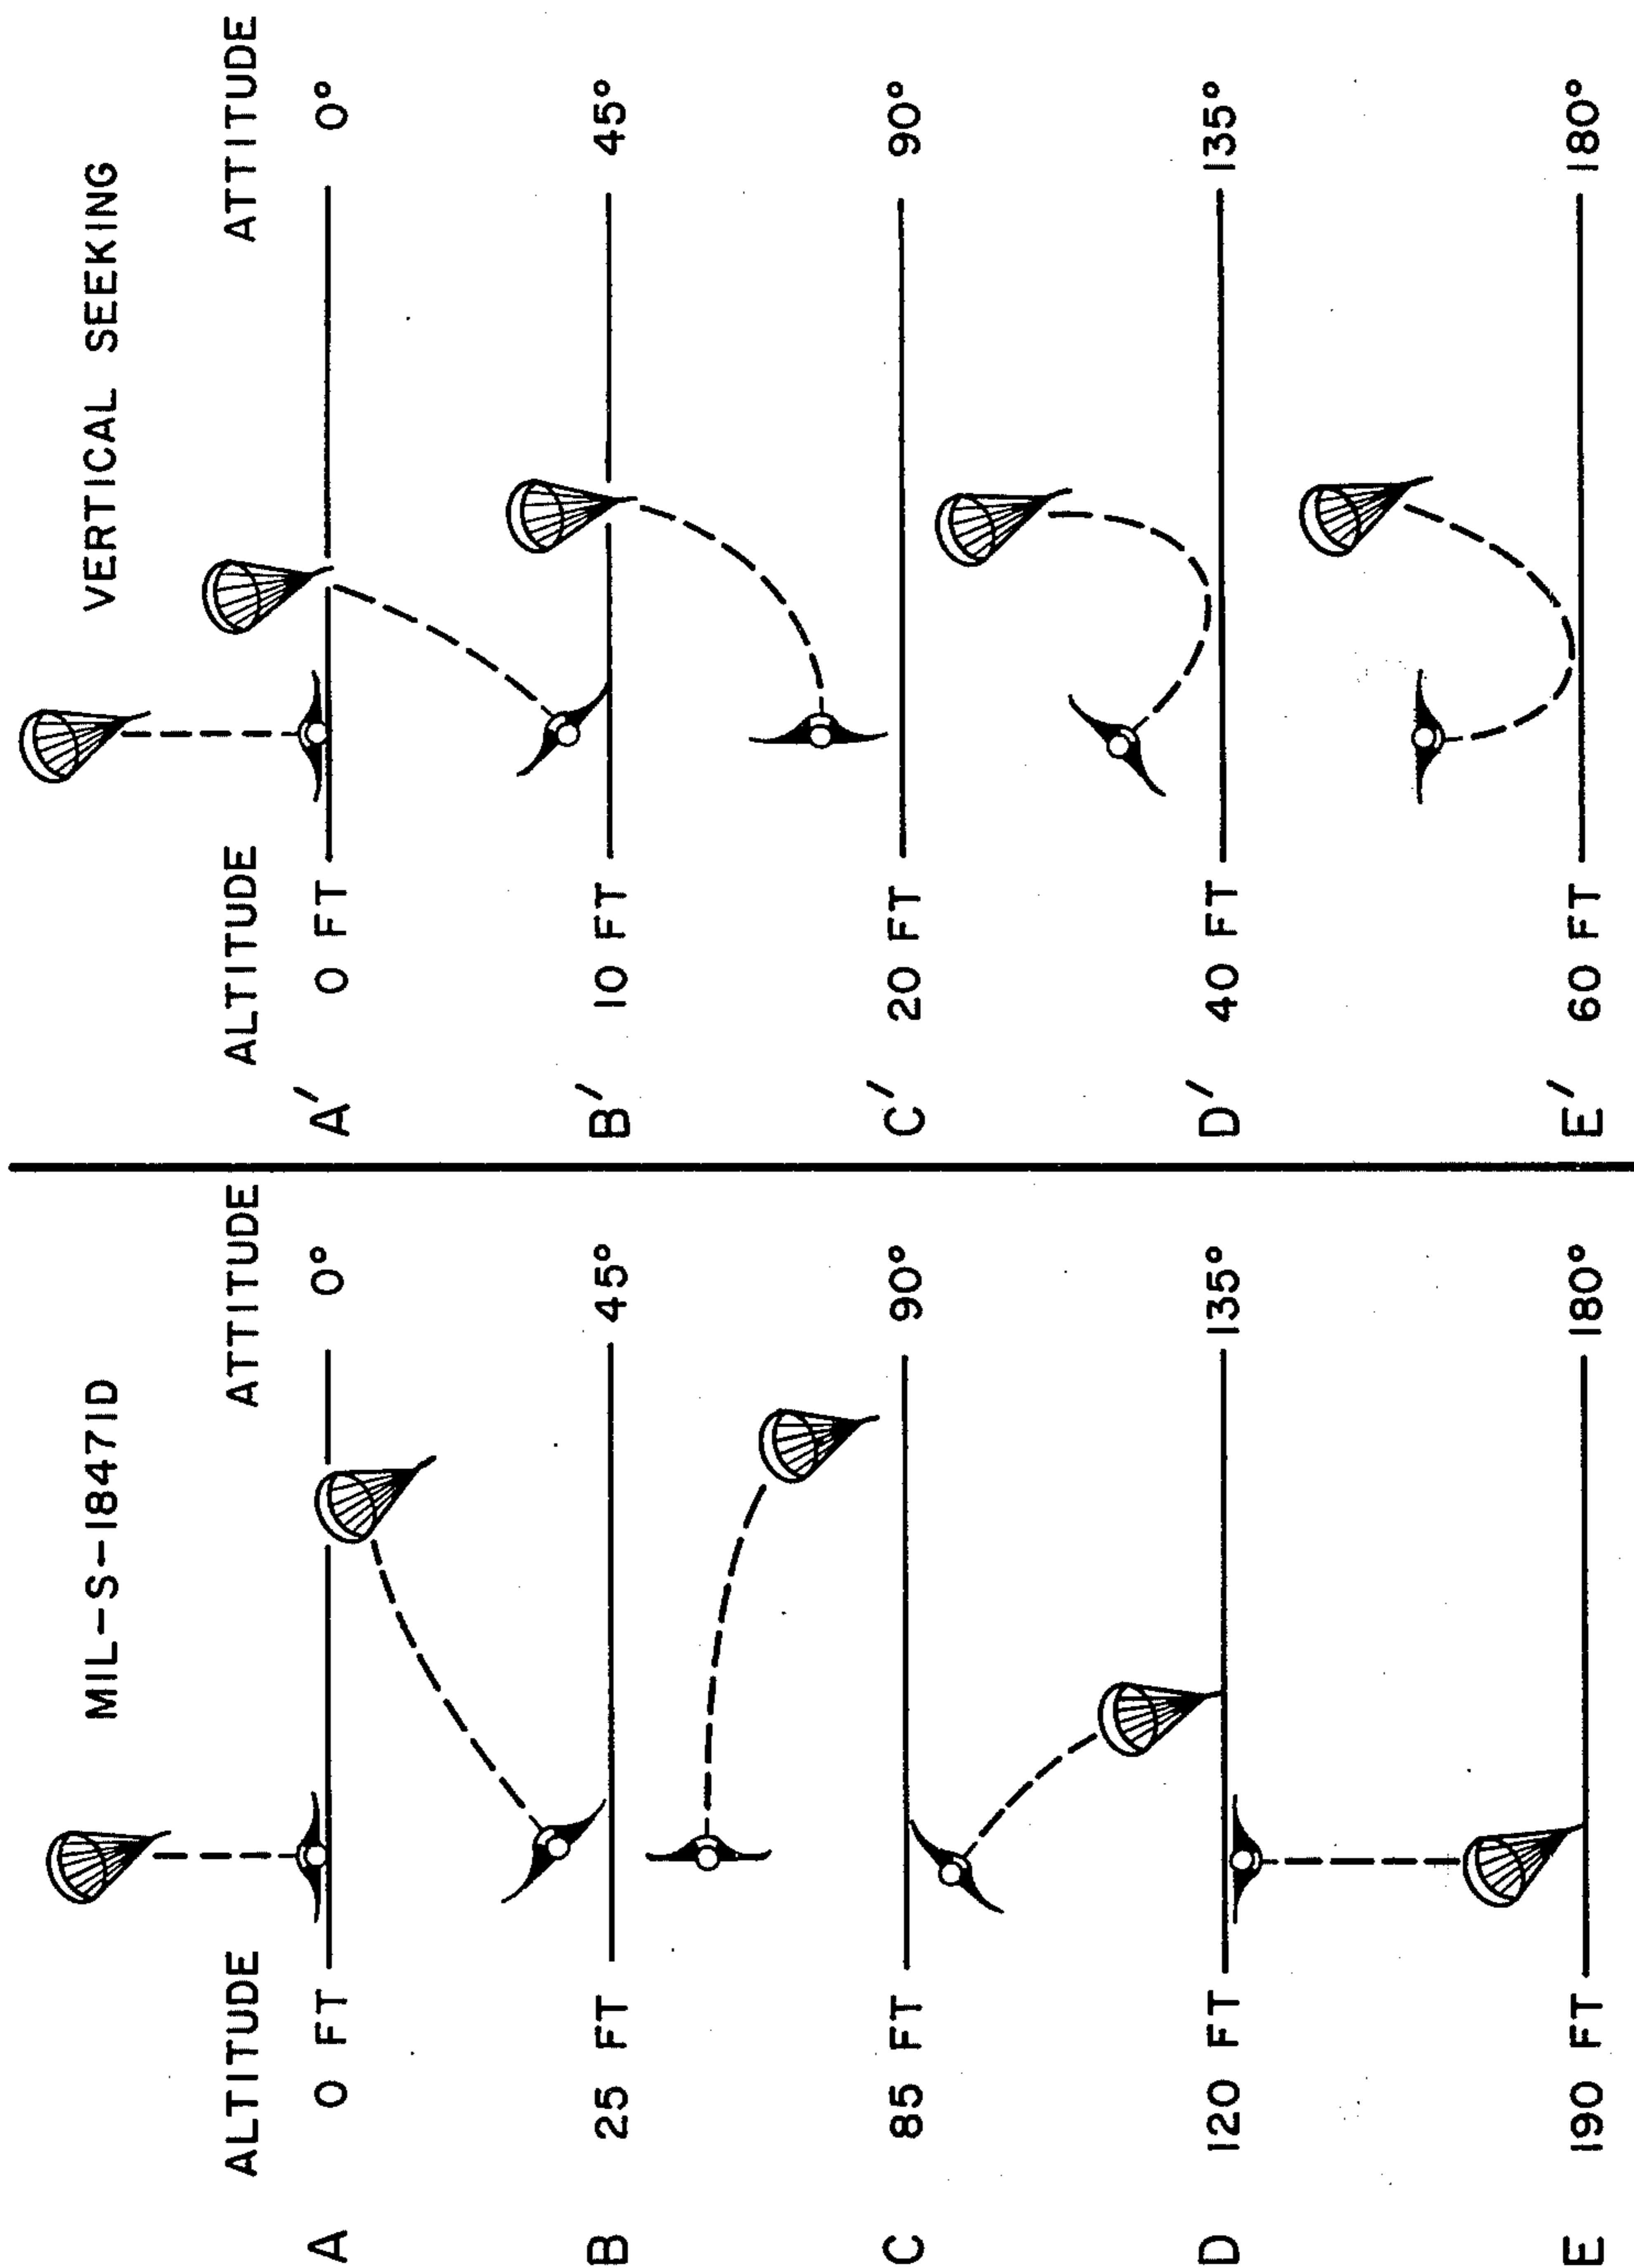 MIL-S-18471D
ALTITUDE ATTITUDE
A 0 FT 0°
B 25 FT 45°
C 85 FT 90°
D 120 FT 135°
E 190 FT 180°
VERTICAL SEEKING
ALTITUDE ATTITUDE
A' 0 FT 0°
B' 10 FT 45°
C' 20 FT 90°
D' 40 FT 135°
E' 60 FT 180°